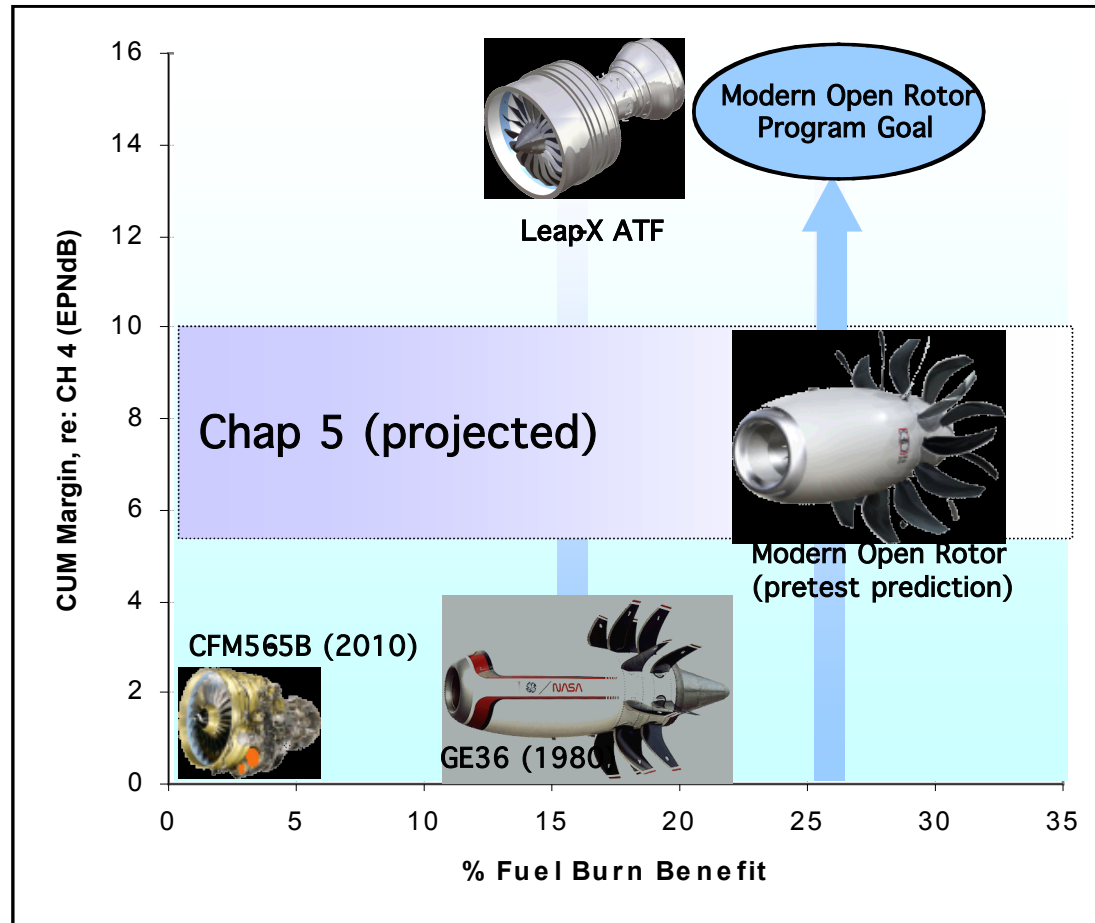 16
14
12
10
8
6
4
2
0
CUM Margin, re: CH 4 (EPNdB)
Modern Open Rotor
Program Goal
Leap-X ATF
Chap 5 (projected)
Modern Open Rotor
(pretest prediction)
CFM565B (2010)
NASA
GE36 (1980)
0 5 10 15 20 25 30 35
% Fuel Burn Benefit